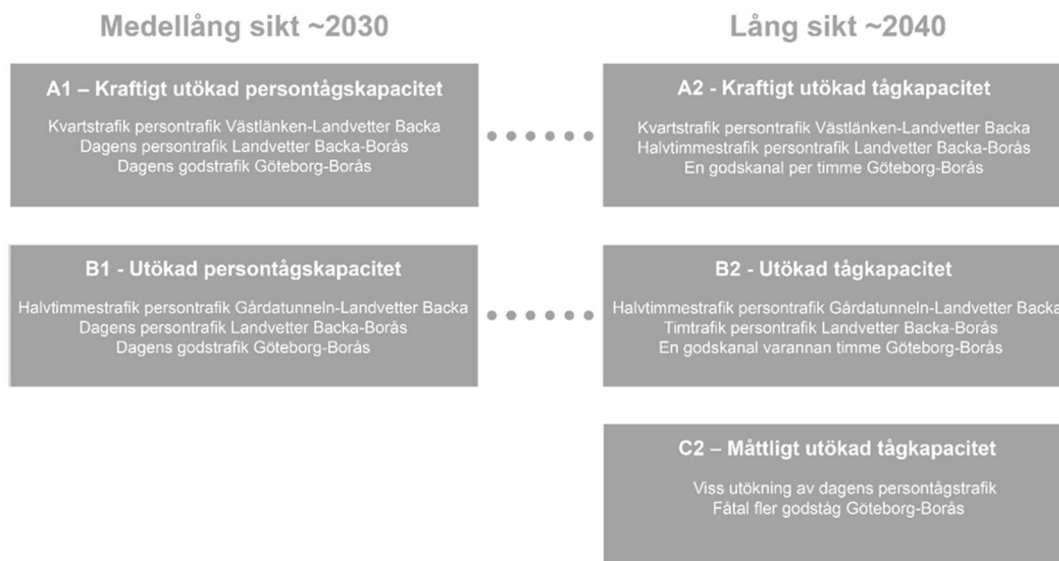 Medellång sikt ~2030
A1 – Kraftigt utökad persontågskapacitet
Kvartstrafik persontrafik Västlänken-Landvetter Backa
Dagens persontrafik Landvetter Backa-Borås
Dagens godstrafik Göteborg-Borås
B1 - Utökad persontågskapacitet
Halvtimmestrafik persontrafik Gårdatunneln-Landvetter Backa
Dagens persontrafik Landvetter Backa-Borås
Dagens godstrafik Göteborg-Borås
Lång sikt ~2040
A2 - Kraftigt utökad tågkapacitet
Kvartstrafik persontrafik Västlänken-Landvetter Backa
Halvtimmestrafik persontrafik Landvetter Backa-Borås
En godskanal per timme Göteborg-Borås
B2 - Utökad tågkapacitet
Halvtimmestrafik persontrafik Gårdatunneln-Landvetter Backa
Timtrafik persontrafik Landvetter Backa-Borås
En godskanal varannan timme Göteborg-Borås
C2 – Måttligt utökad tågkapacitet
Viss utökning av dagens persontågstrafik
Fåtal fler godståg Göteborg-Borås